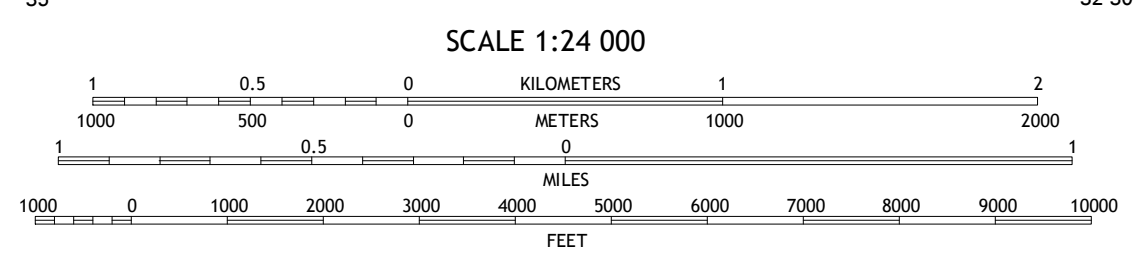 SCALE 1:24 000
1 0.5 0 KILOMETERS 1 2
1000 500 0 METERS 1000 2000
1 0.5 0 1
MILES
1000 0 1000 2000 3000 4000 5000 6000 7000 8000 9000 10000
FEET